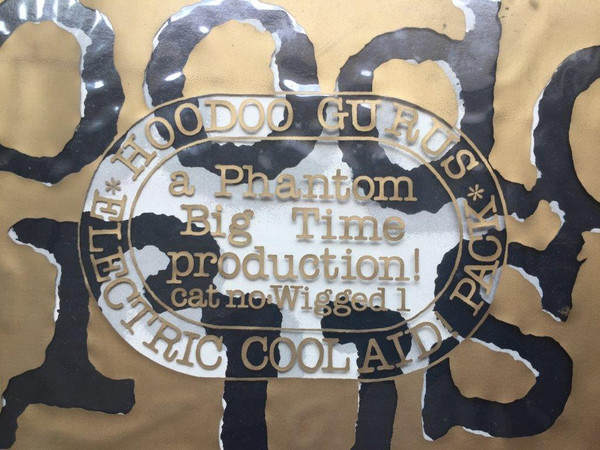 *HOODOO GURUS*
a Phantom
Big Time
production!
cat no: Wigged 1
ELECTRIC COOL AID! PACK